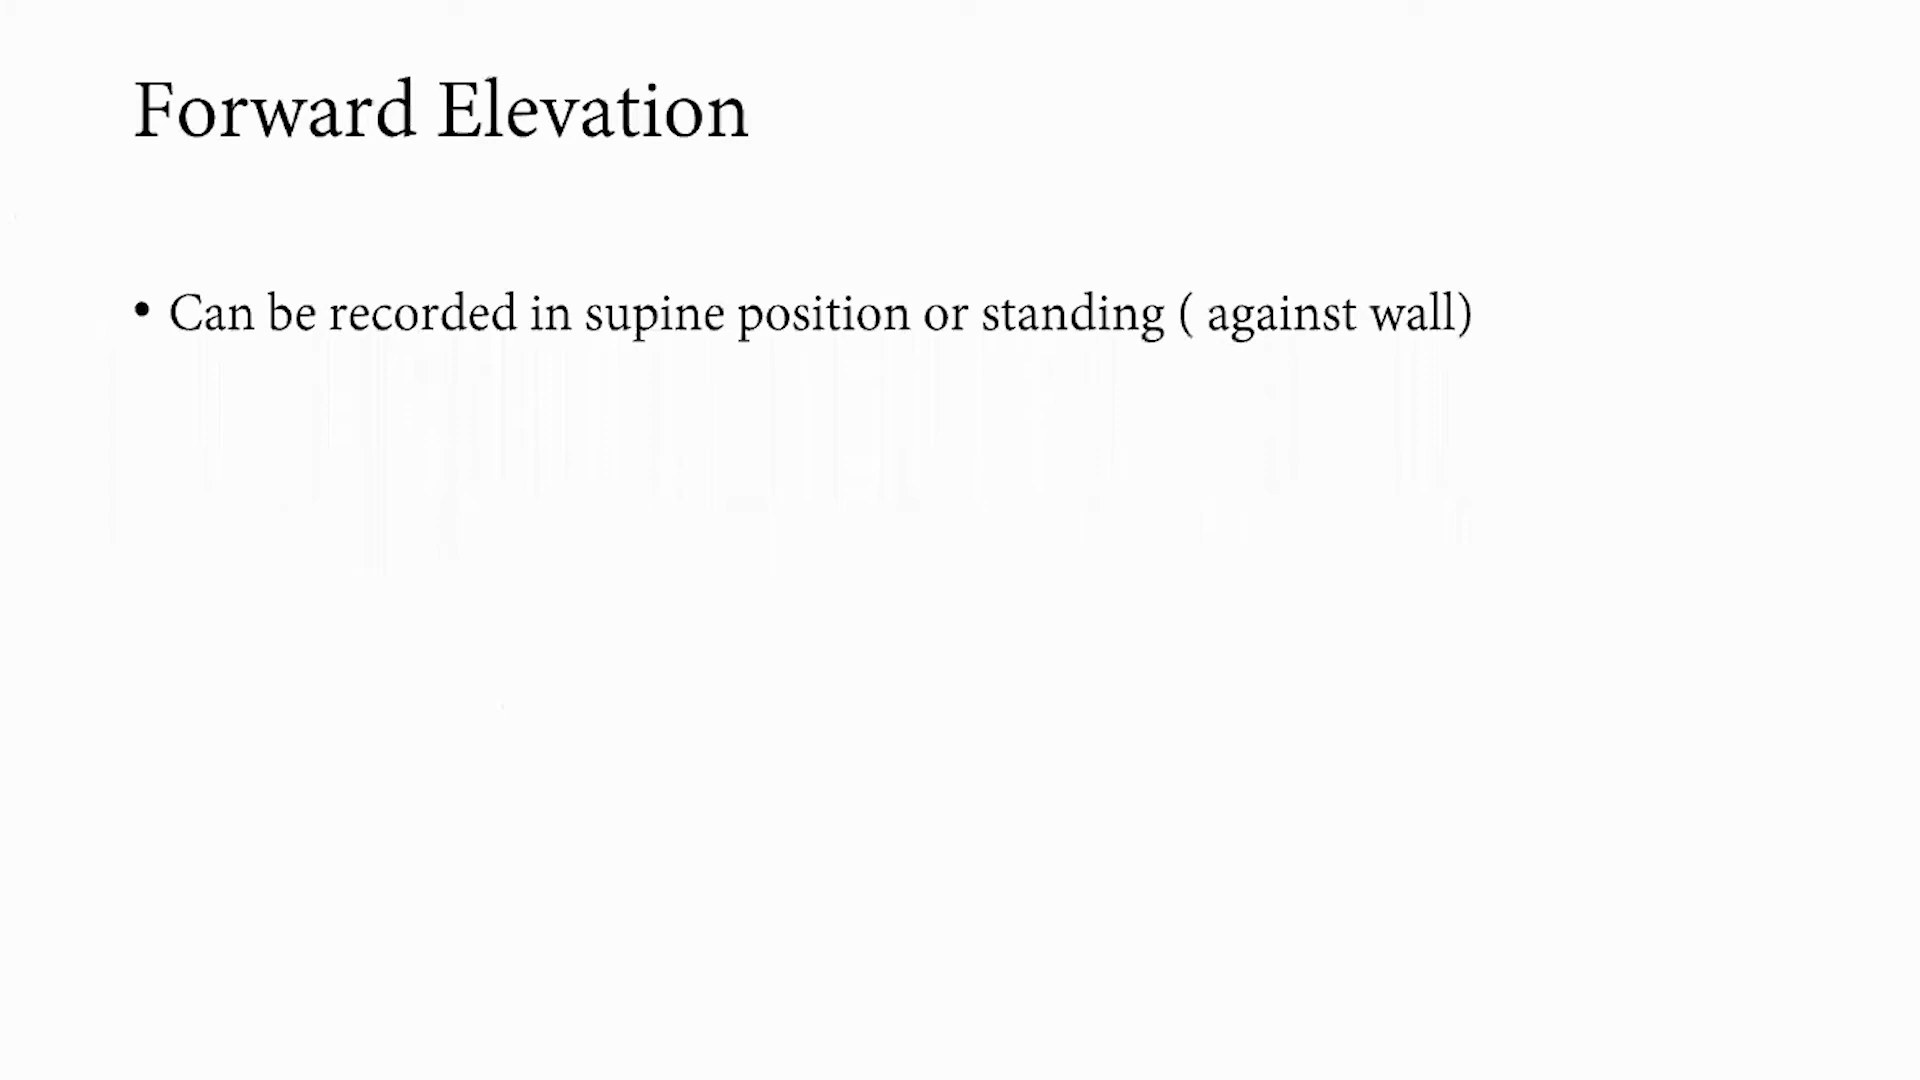 Forward Elevation
• Can be recorded in supine position or standing ( against wall)